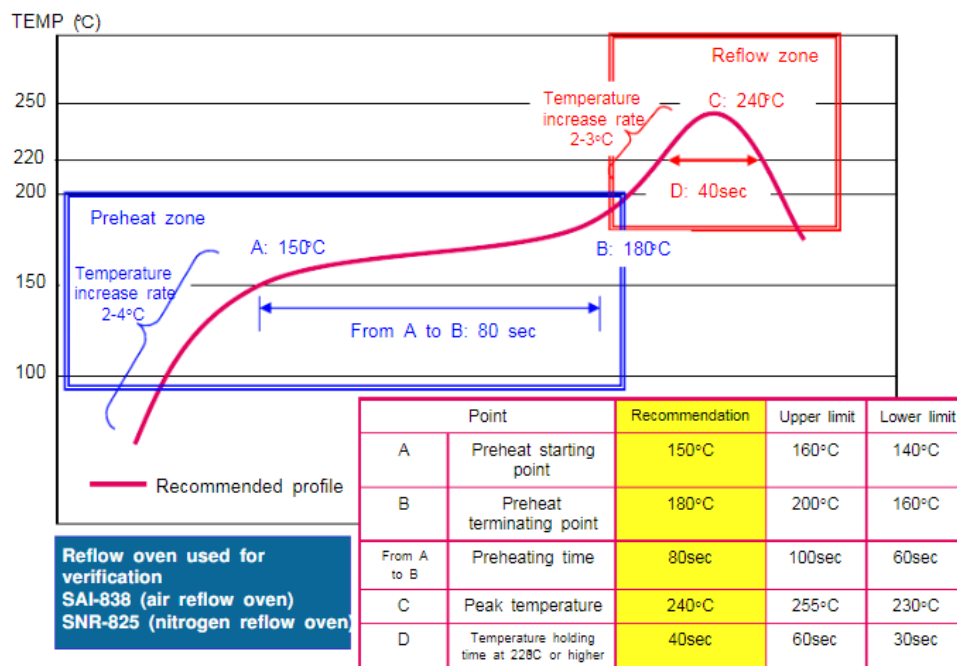 TEMP (°C)
250
220
200
150
100
Reflow zone
Temperature
increase rate
2-3°C
C: 240°C
D: 40sec
Preheat zone
A: 150°C
B: 180°C
Temperature
increase rate
2-4°C
From A to B: 80 sec
Recommended profile
Point Recommendation Upper limit Lower limit
A Preheat starting
point 150°C 160°C 140°C
B Preheat
terminating point 180°C 200°C 160°C
From A
to B Preheating time 80sec 100sec 60sec
C Peak temperature 240°C 255°C 230°C
D Temperature holding
time at 220°C or higher 40sec 60sec 30sec
Reflow oven used for
verification
SAI-838 (air reflow oven)
SNR-825 (nitrogen reflow oven)